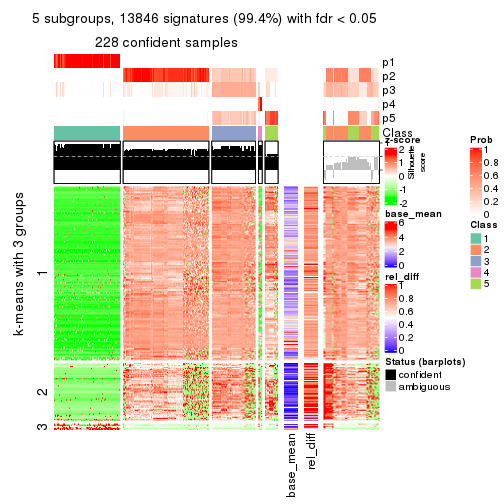 5 subgroups, 13846 signatures (99.4%) with fdr < 0.05
228 confident samples
p1
p2
p3
p4
p5
Class
Silhouette
score
k-means with 3 groups
1
2
3
base_mean
rel_diff
z-score
2
1
0
-1
-2
base_mean
6
4
2
0
rel_diff
1
0.8
0.6
0.4
0.2
0
Status (barplots)
confident
ambiguous
Prob
1
0.8
0.6
0.4
0.2
0
Class
1
2
3
4
5